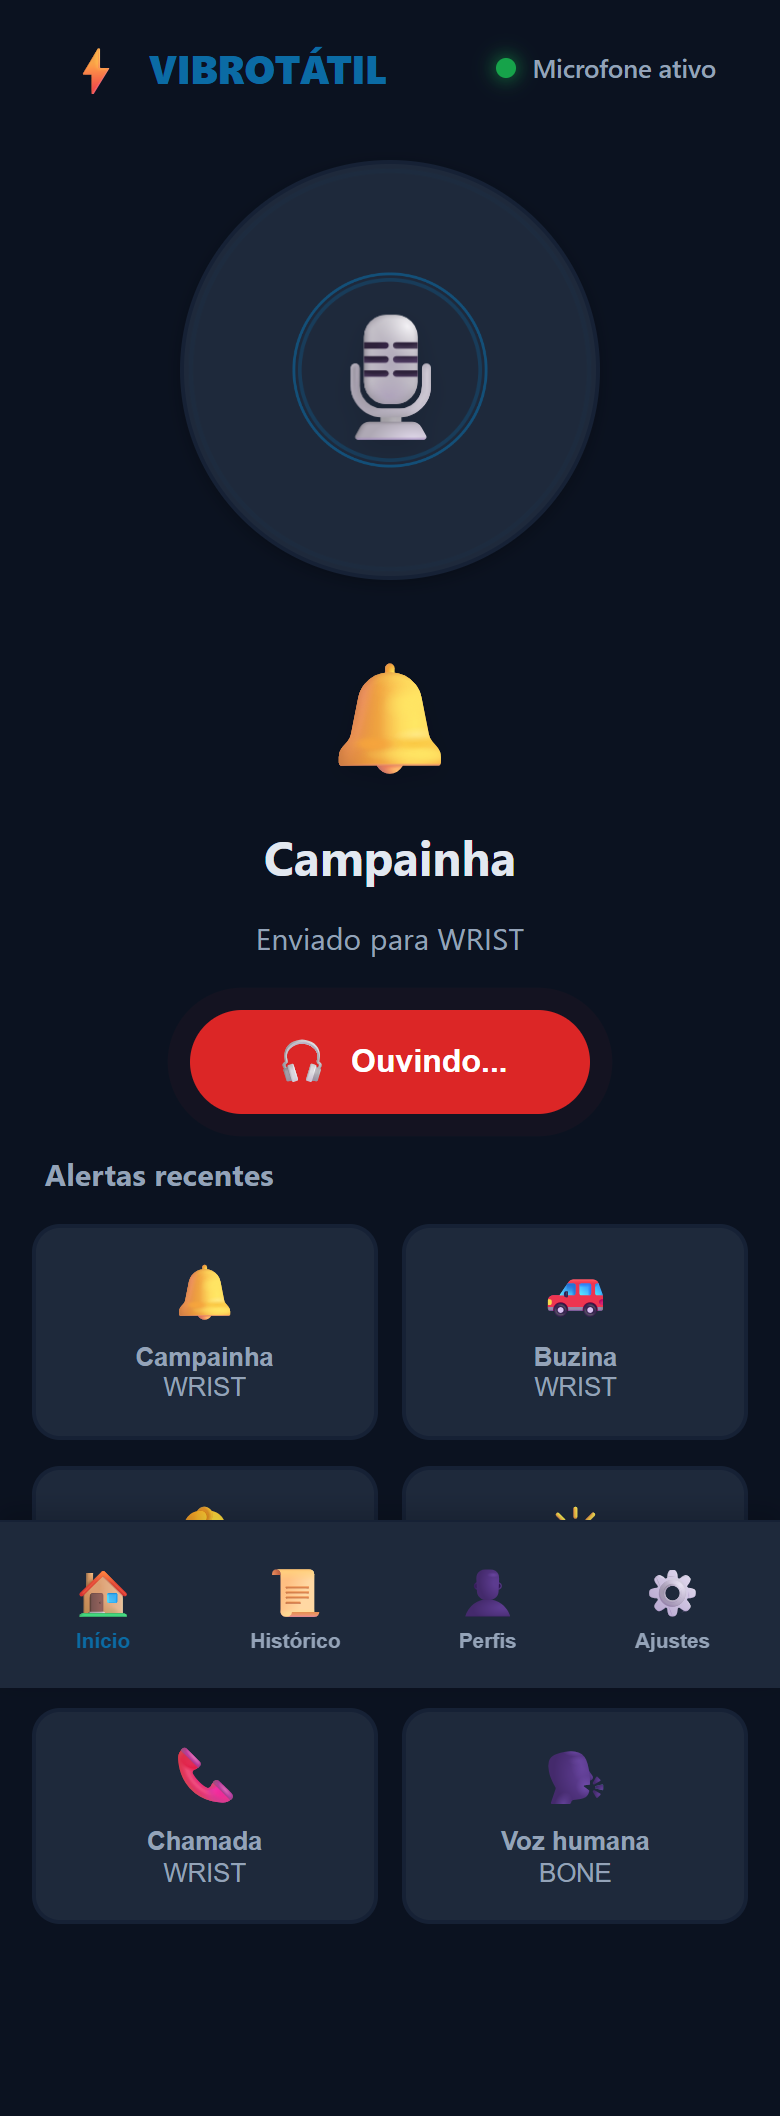 VIBROTÁTIL
Microfone ativo
Campainha
Enviado para WRIST
Ouvindo...
Alertas recentes
Campainha
WRIST
Buzina
WRIST
Início
Histórico
Perfis
Ajustes
Chamada
WRIST
Voz humana
BONE